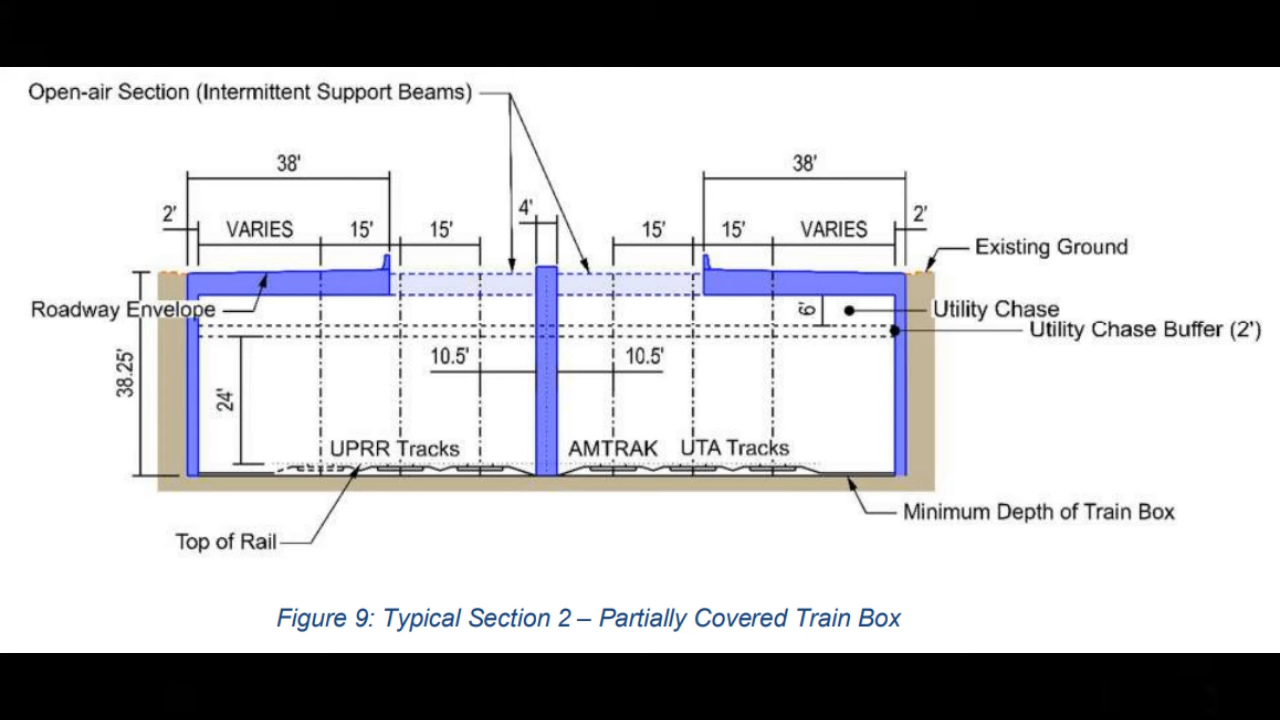 Open-air Section (Intermittent Support Beams)
38'
38'
2'
VARIES
15'
15'
4'
15'
15'
VARIES
2'
Existing Ground
Roadway Envelope
6'
Utility Chase
Utility Chase Buffer (2')
38.25'
24'
10.5'
10.5'
UPRR Tracks
AMTRAK
UTA Tracks
Minimum Depth of Train Box
Top of Rail
Figure 9: Typical Section 2 – Partially Covered Train Box